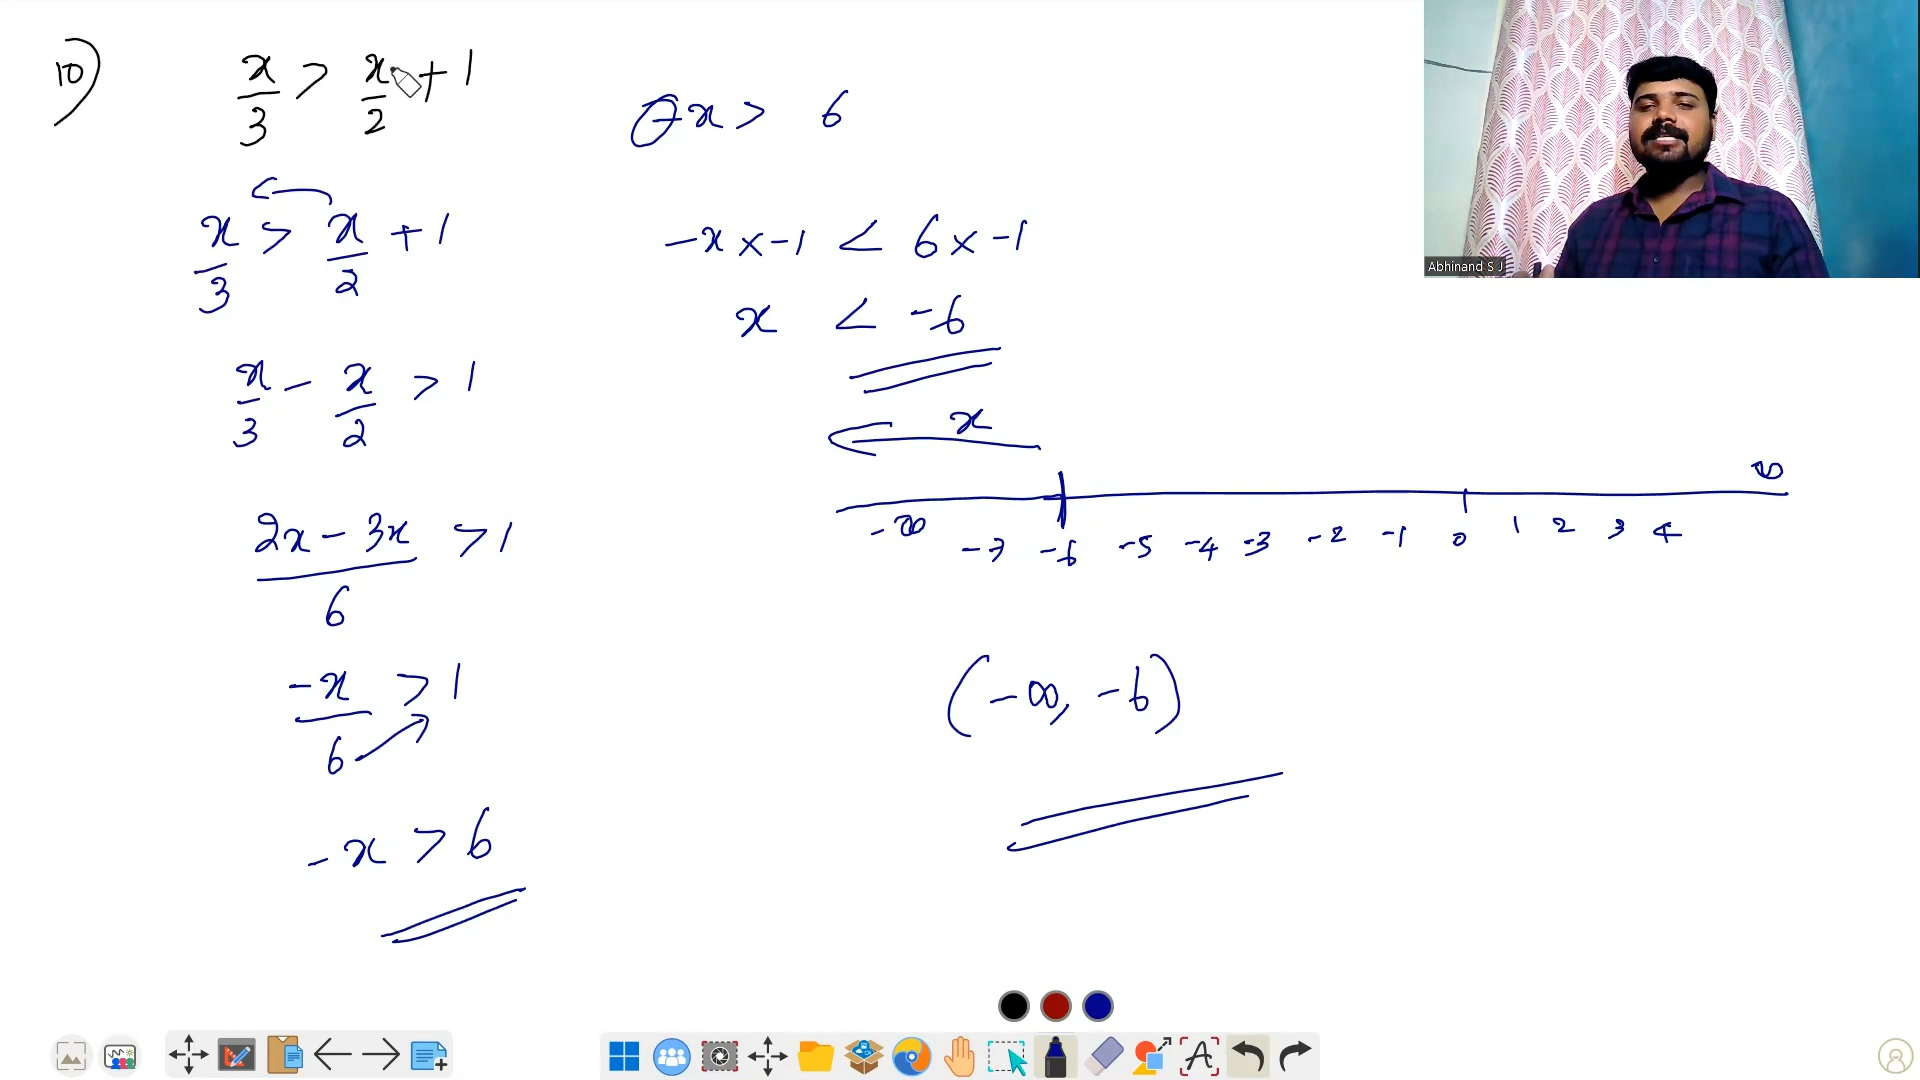 10)
x/3 > x/2 + 1
x/3 > x/2 + 1
x/3 - x/2 > 1
(2x - 3x)/6 > 1
-x/6 > 1
-x > 6
-x > 6
-x × -1 < 6 × -1
x < -6
x
∞
-∞ -7 -6 -5 -4 -3 -2 -1 0 1 2 3 4
(-∞, -6)
Abhinand S J